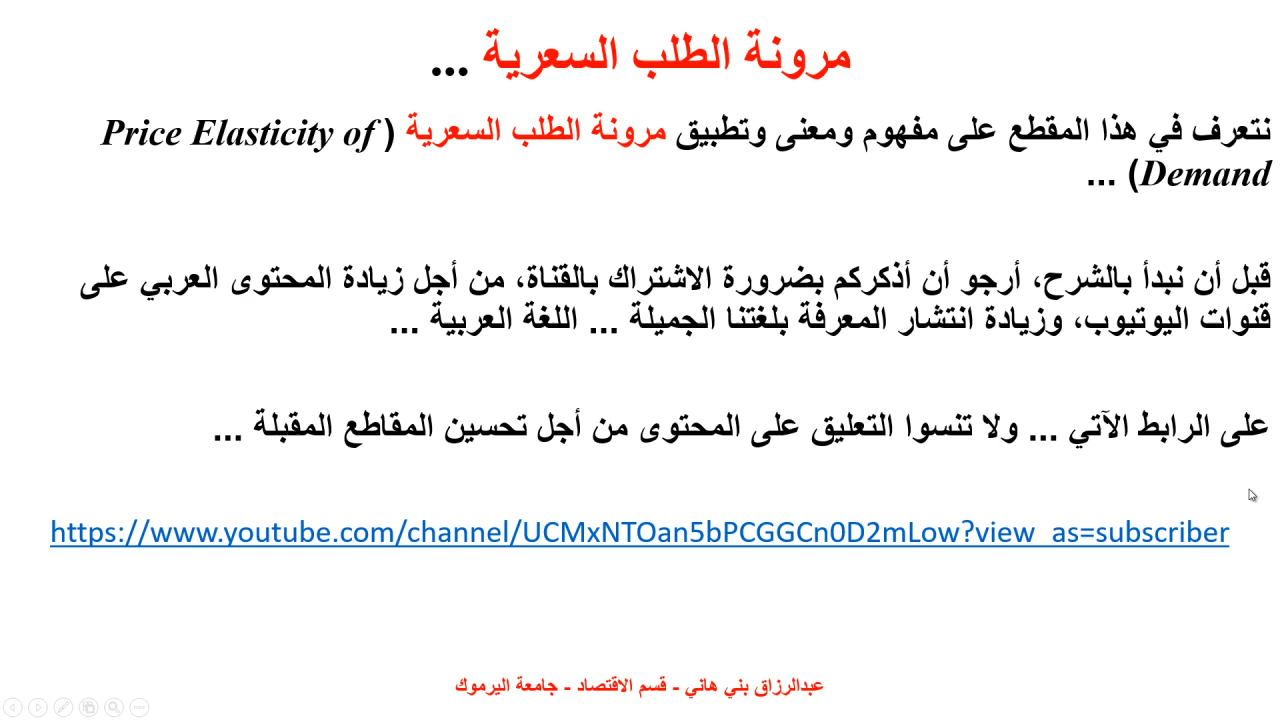 مرونة الطلب السعرية ...
نتعرف في هذا المقطع على مفهوم ومعنى وتطبيق مرونة الطلب السعرية (Price Elasticity of
Demand) ...
قبل أن نبدأ بالشرح، أرجو أن أذكركم بضرورة الاشتراك بالقناة، من أجل زيادة المحتوى العربي على
قنوات اليوتيوب، وزيادة انتشار المعرفة بلغتنا الجميلة ... اللغة العربية ...
على الرابط الآتي ... ولا تنسوا التعليق على المحتوى من أجل تحسين المقاطع المقبلة ...
https://www.youtube.com/channel/UCMxNTOan5bPCGGCn0D2mLow?view_as=subscriber
عبدالرزاق بني هاني - قسم الاقتصاد - جامعة اليرموك